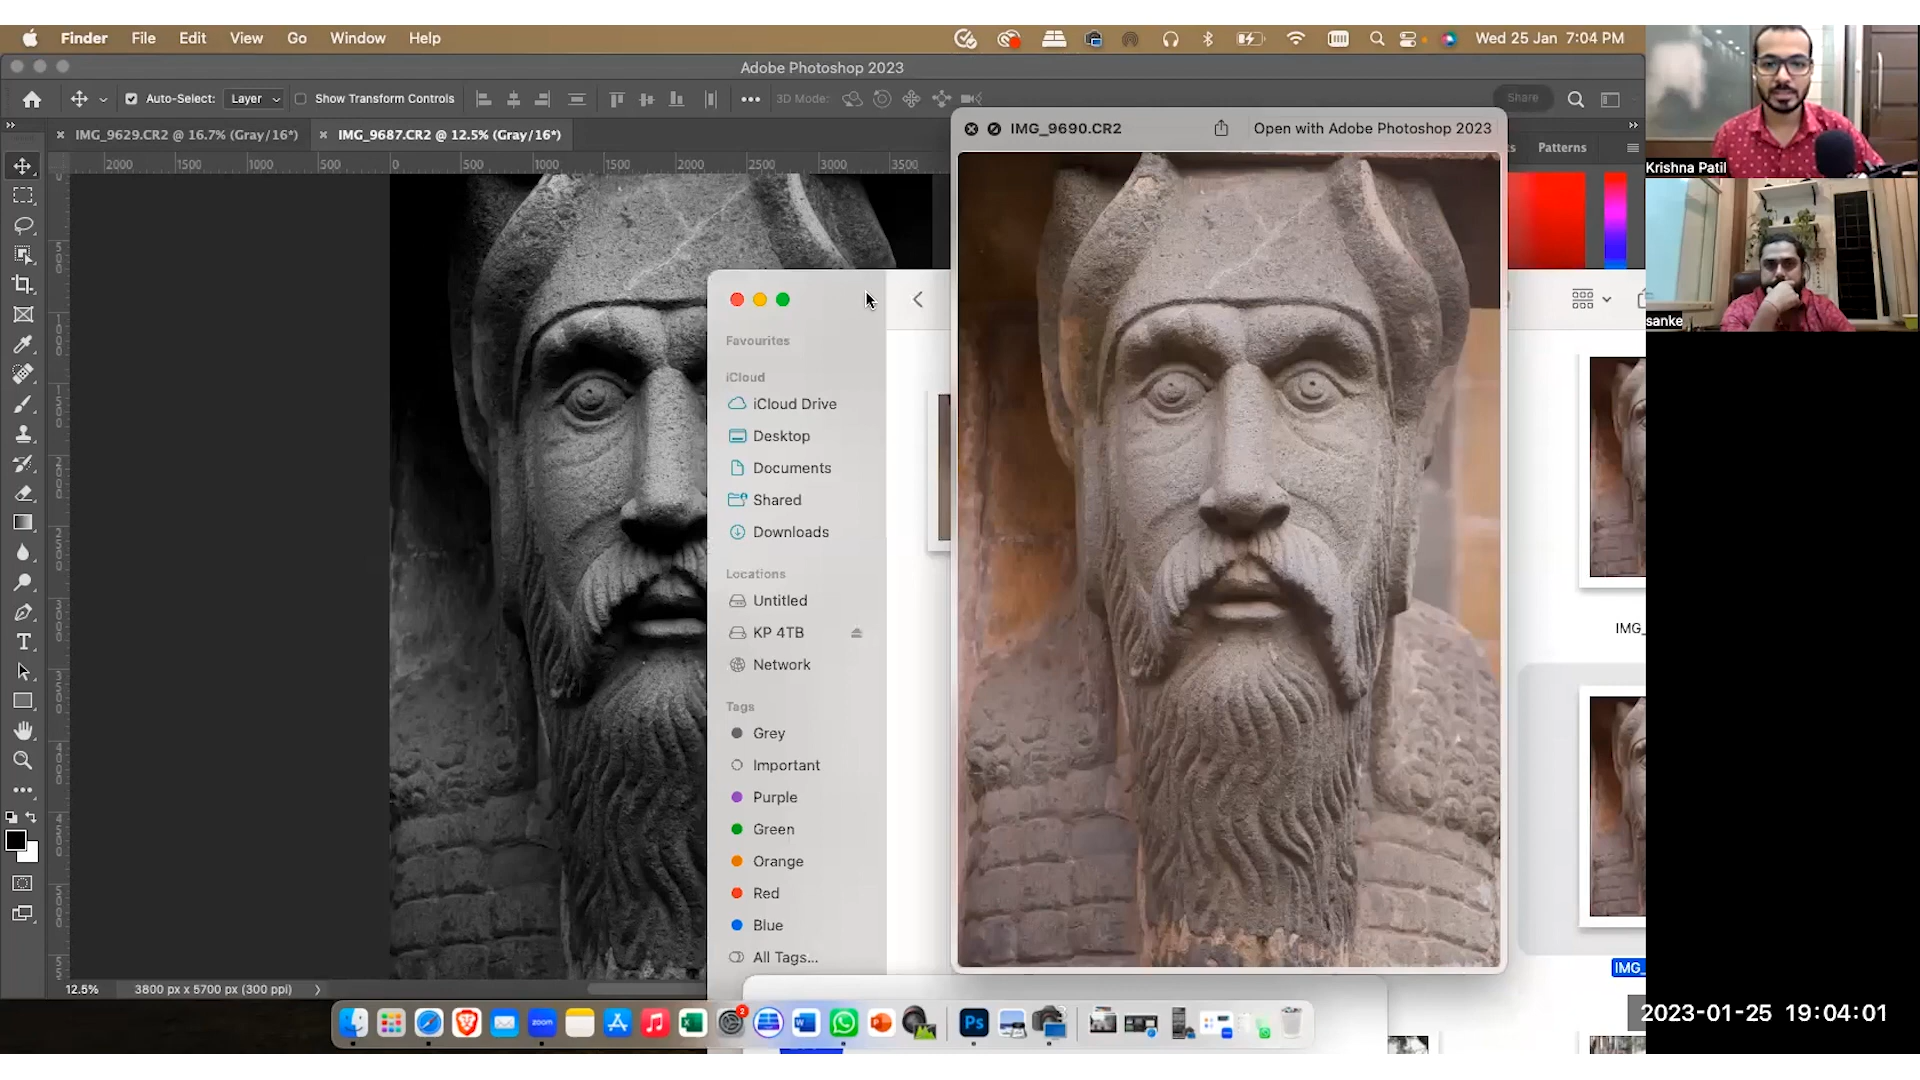 Finder File Edit View Go Window Help Wed 25 Jan 7:04 PM
Adobe Photoshop 2023
Auto-Select: Layer Show Transform Controls 3D Mode: Share
IMG_9629.CR2 @ 16.7% (Gray/16*) IMG_9687.CR2 @ 12.5% (Gray/16*)
IMG_9690.CR2 Open with Adobe Photoshop 2023
Patterns
2000 1500 1000 500 0 500 1000 1500 2000 2500 3000 3500
Krishna Patil
sanke
Favourites
iCloud
iCloud Drive
Desktop
Documents
Shared
Downloads
Locations
Untitled
KP 4TB
Network
Tags
Grey
Important
Purple
Green
Orange
Red
Blue
All Tags...
IMG_
IMG_
12.5% 3800 px x 5700 px (300 ppi)
zoom
Ps
2
2023-01-25 19:04:01